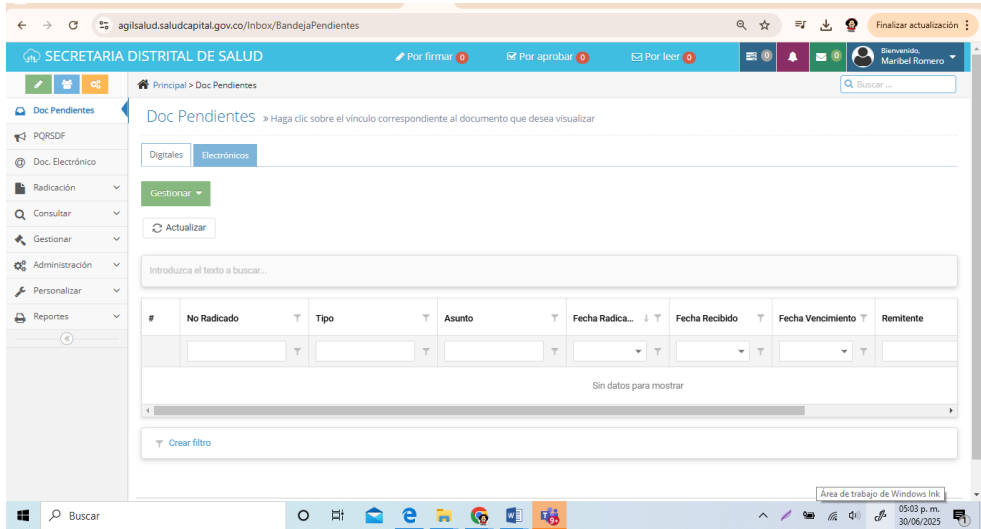 agilsalud.saludcapital.gov.co/Inbox/BandejaPendientes
Finalizar actualización
SECRETARIA DISTRITAL DE SALUD
Por firmar 0
Por aprobar 0
Por leer 0
0
0
Bienvenido,
Maribel Romero
Principal > Doc Pendientes
Buscar ...
Doc Pendientes
PQRSDF
Doc. Electrónico
Radicación
Consultar
Gestionar
Administración
Personalizar
Reportes
Doc Pendientes » Haga clic sobre el vínculo correspondiente al documento que desea visualizar
Digitales
Electrónicos
Gestionar
Actualizar
Introduzca el texto a buscar...
# No Radicado Tipo Asunto Fecha Radica... Fecha Recibido Fecha Vencimiento Remitente
Sin datos para mostrar
Crear filtro
Área de trabajo de Windows Ink
Buscar
9+
05:03 p. m.
30/06/2025
1